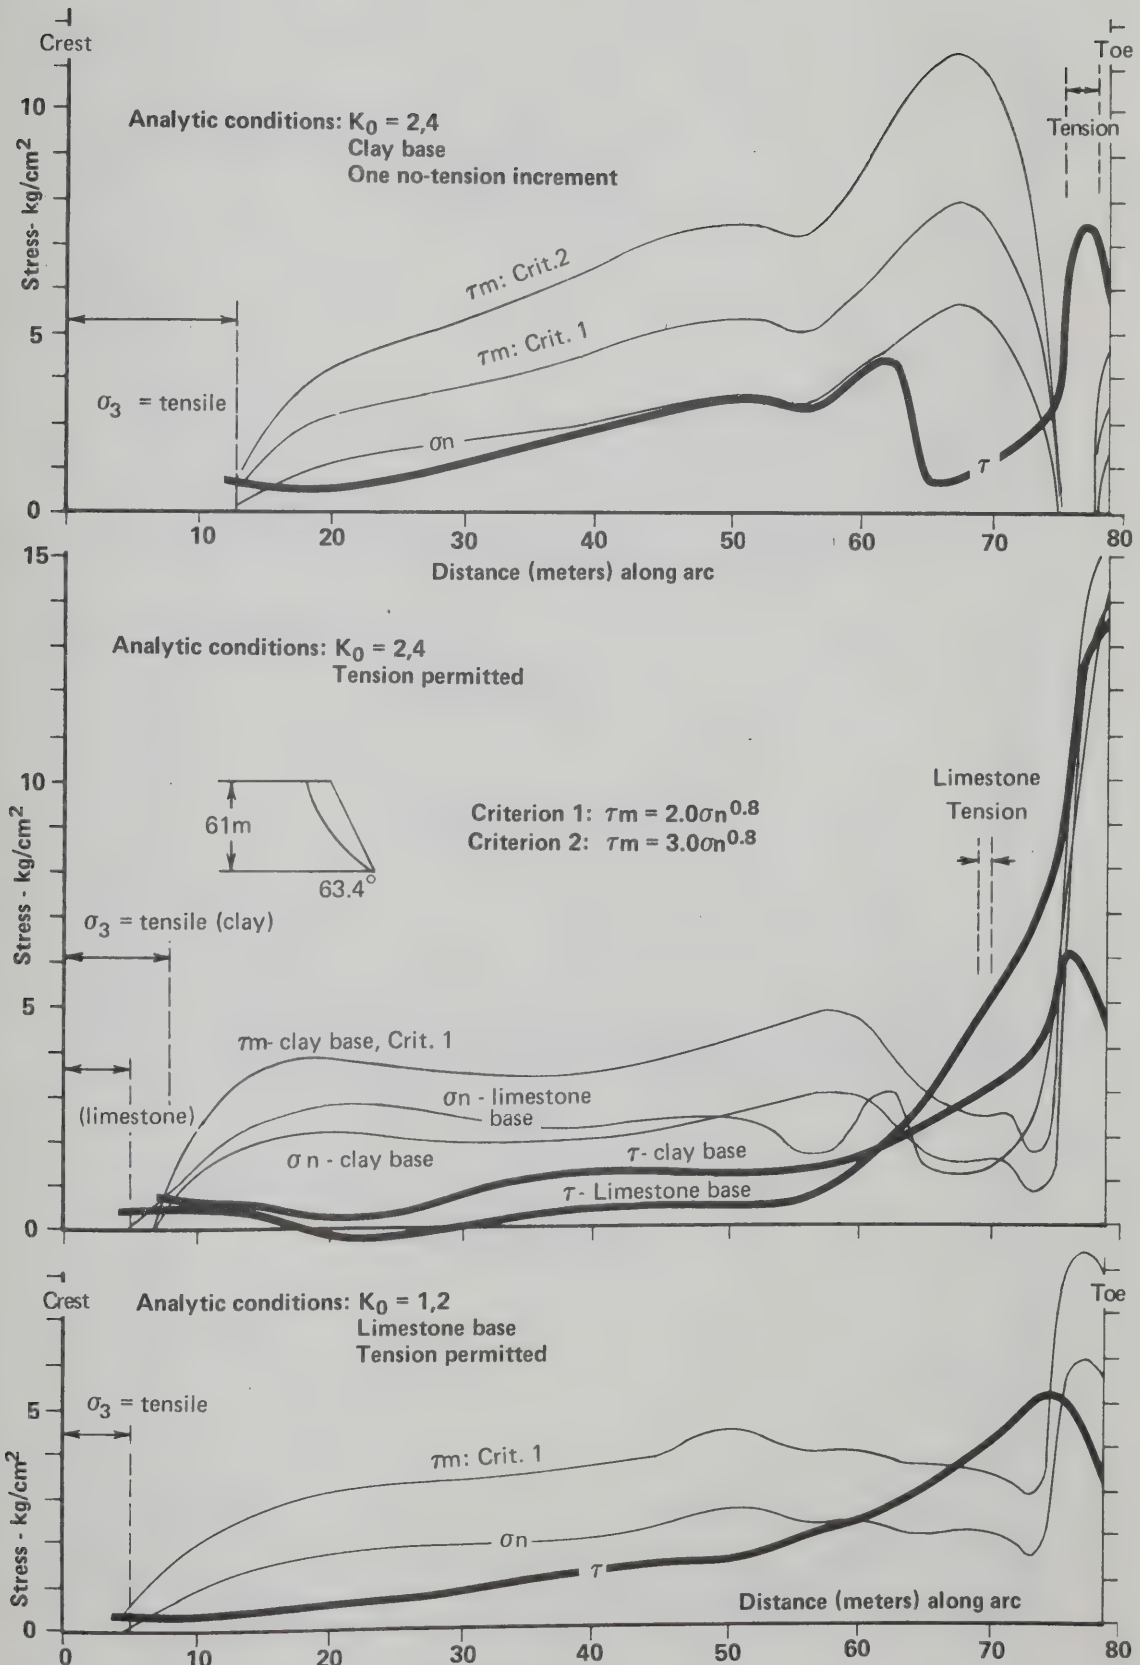 Crest
Toe
10
Analytic conditions: K0 = 2,4
Clay base
One no-tension increment
Tension
Stress- kg/cm2
τm: Crit.2
5
τm: Crit. 1
σ3 = tensile
σn
τ
0
10 20 30 40 50 60 70 80
Distance (meters) along arc
15
Analytic conditions: K0 = 2,4
Tension permitted
10
Limestone
Tension
61m
Criterion 1: τm = 2.0σn0.8
Criterion 2: τm = 3.0σn0.8
63.4°
Stress - kg/cm2
σ3 = tensile (clay)
5
τm- clay base, Crit. 1
(limestone)
σn - limestone
base
σn - clay base
τ- clay base
τ- Limestone base
0
Crest
Toe
Analytic conditions: K0 = 1,2
Limestone base
Tension permitted
5
σ3 = tensile
τm: Crit. 1
Stress - kg/cm2
σn
τ
Distance (meters) along arc
0
0 10 20 30 40 50 60 70 80